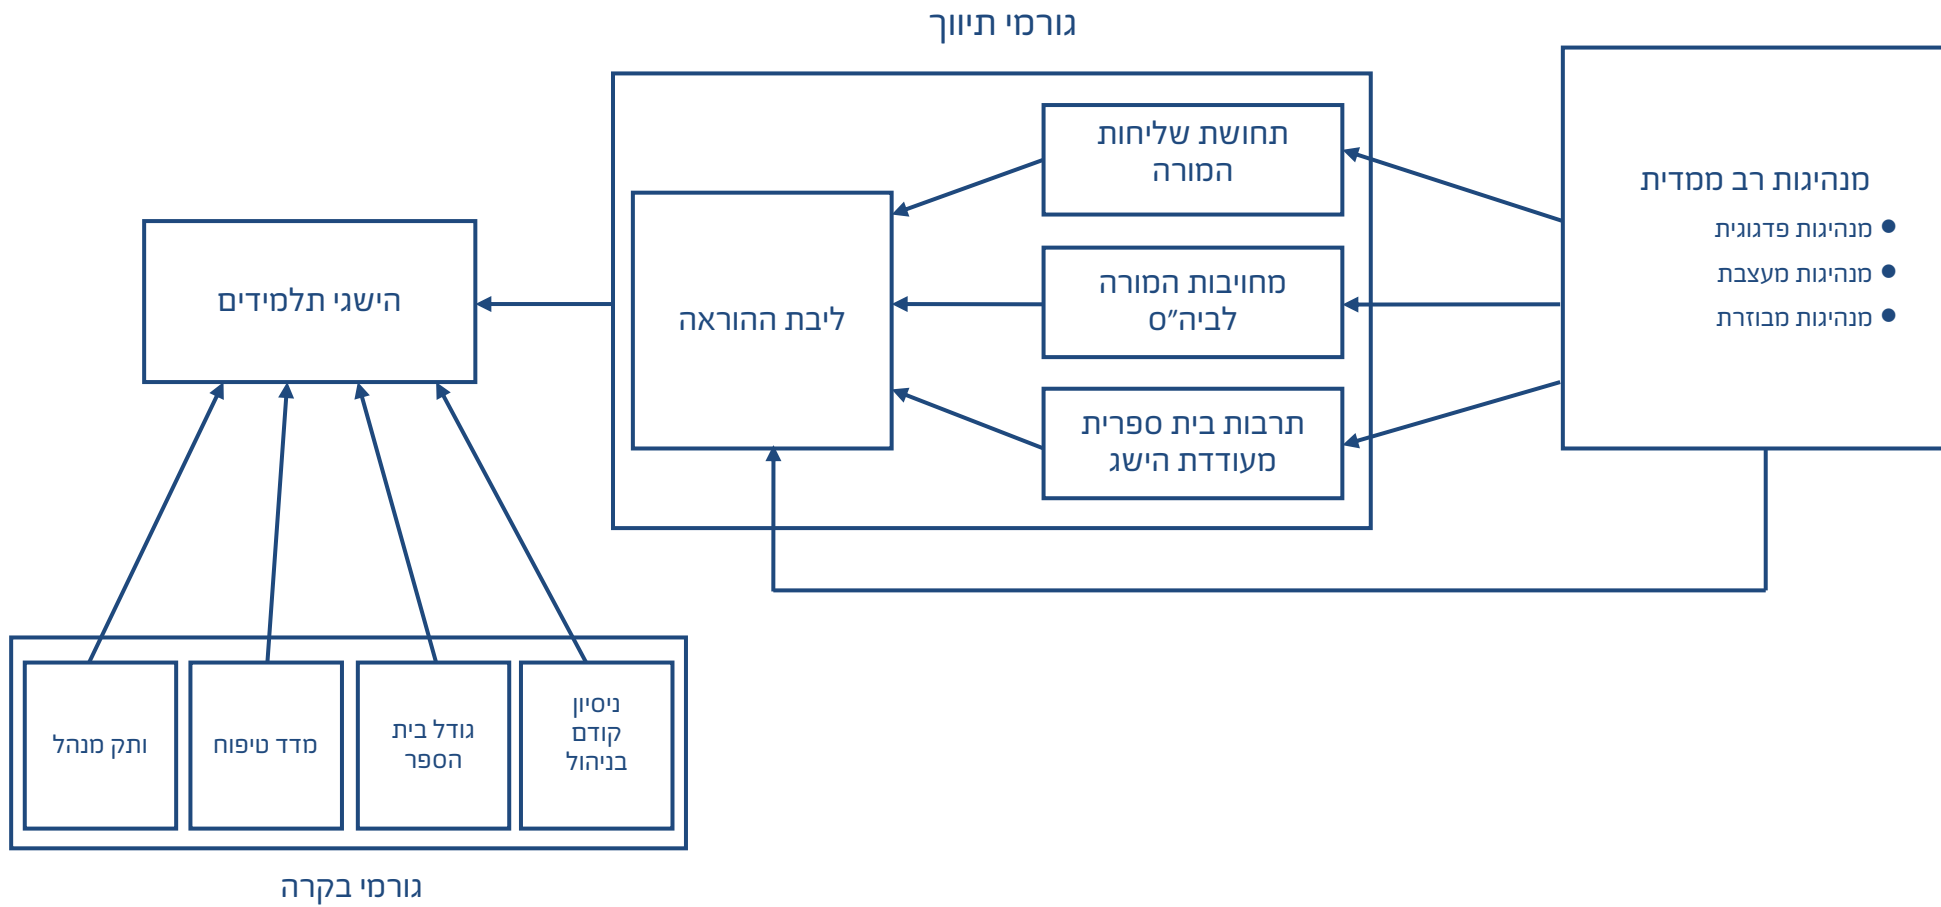 גורמי תיווך
מנהיגות רב ממדית
● מנהיגות פדגוגית
● מנהיגות מעצבת
● מנהיגות מבוזרת
תחושת שליחות
המורה
מחויבות המורה
לביה״ס
תרבות בית ספרית
מעודדת הישג
ליבת ההוראה
הישגי תלמידים
ניסיון
קודם
בניהול
גודל בית
הספר
מדד טיפוח
ותק מנהל
גורמי בקרה